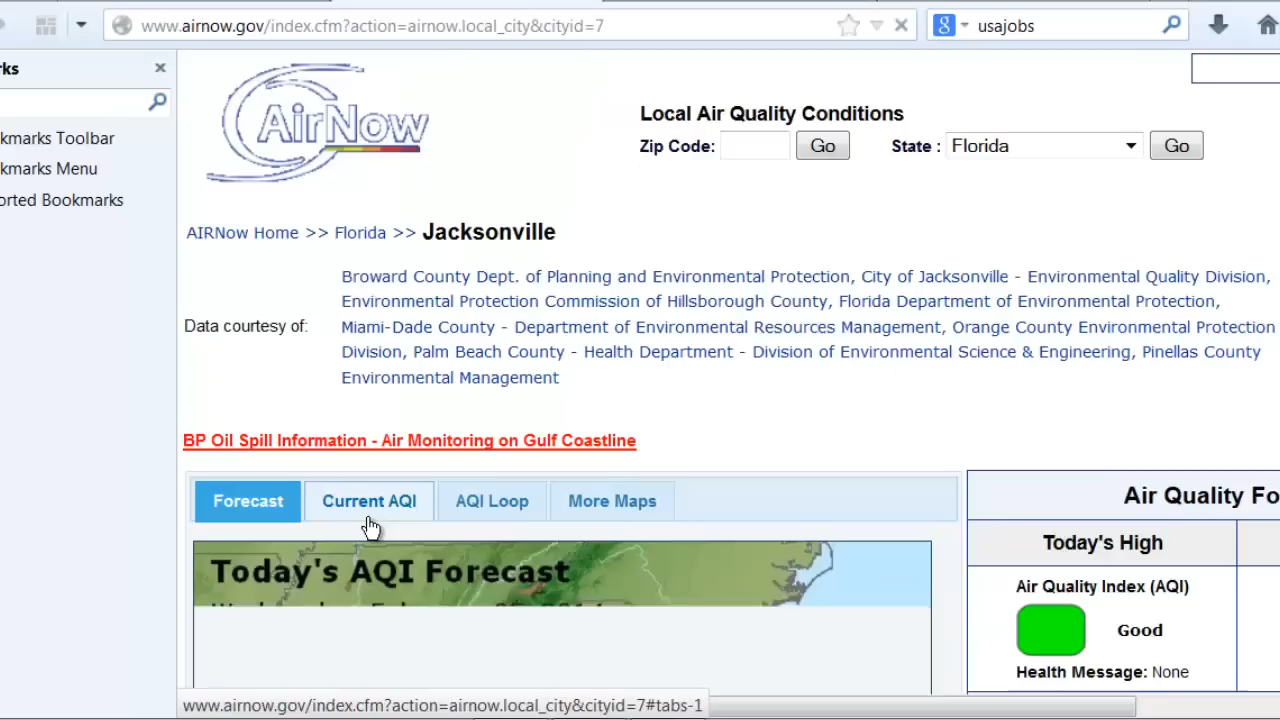 www.airnow.gov/index.cfm?action=airnow.local_city&cityid=7
usajobs
ks
AirNow
Local Air Quality Conditions
Zip Code: Go State : Florida Go
kmarks Toolbar
kmarks Menu
orted Bookmarks
AIRNow Home >> Florida >> Jacksonville
Data courtesy of:
Broward County Dept. of Planning and Environmental Protection, City of Jacksonville - Environmental Quality Division,
Environmental Protection Commission of Hillsborough County, Florida Department of Environmental Protection,
Miami-Dade County - Department of Environmental Resources Management, Orange County Environmental Protection
Division, Palm Beach County - Health Department - Division of Environmental Science & Engineering, Pinellas County
Environmental Management
BP Oil Spill Information - Air Monitoring on Gulf Coastline
Forecast Current AQI AQI Loop More Maps
Today's AQI Forecast
Air Quality Fo
Today's High
Air Quality Index (AQI)
Good
Health Message: None
www.airnow.gov/index.cfm?action=airnow.local_city&cityid=7#tabs-1